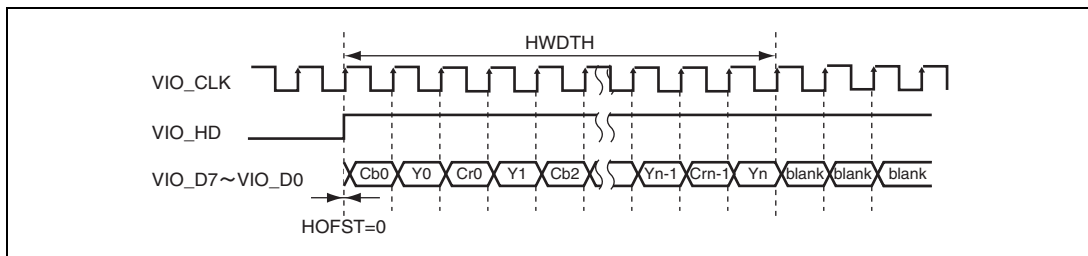 HWDTH
VIO_CLK
VIO_HD
VIO_D7～VIO_D0 Cb0 Y0 Cr0 Y1 Cb2 Yn-1 Crn-1 Yn blank blank blank
HOFST=0